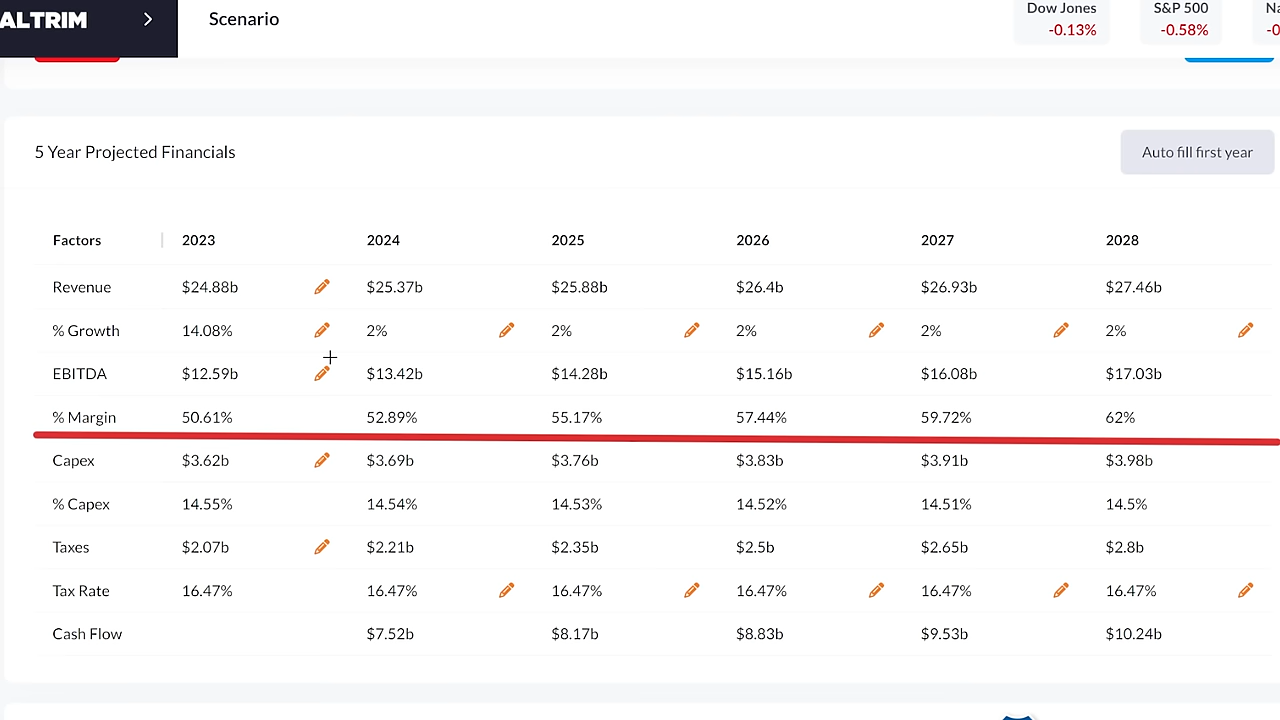 ALTRIM Scenario Dow Jones S&P 500 Na
-0.13% -0.58% -0
5 Year Projected Financials Auto fill first year
Factors 2023 2024 2025 2026 2027 2028
Revenue $24.88b $25.37b $25.88b $26.4b $26.93b $27.46b
% Growth 14.08% 2% 2% 2% 2% 2%
EBITDA $12.59b $13.42b $14.28b $15.16b $16.08b $17.03b
% Margin 50.61% 52.89% 55.17% 57.44% 59.72% 62%
Capex $3.62b $3.69b $3.76b $3.83b $3.91b $3.98b
% Capex 14.55% 14.54% 14.53% 14.52% 14.51% 14.5%
Taxes $2.07b $2.21b $2.35b $2.5b $2.65b $2.8b
Tax Rate 16.47% 16.47% 16.47% 16.47% 16.47% 16.47%
Cash Flow $7.52b $8.17b $8.83b $9.53b $10.24b